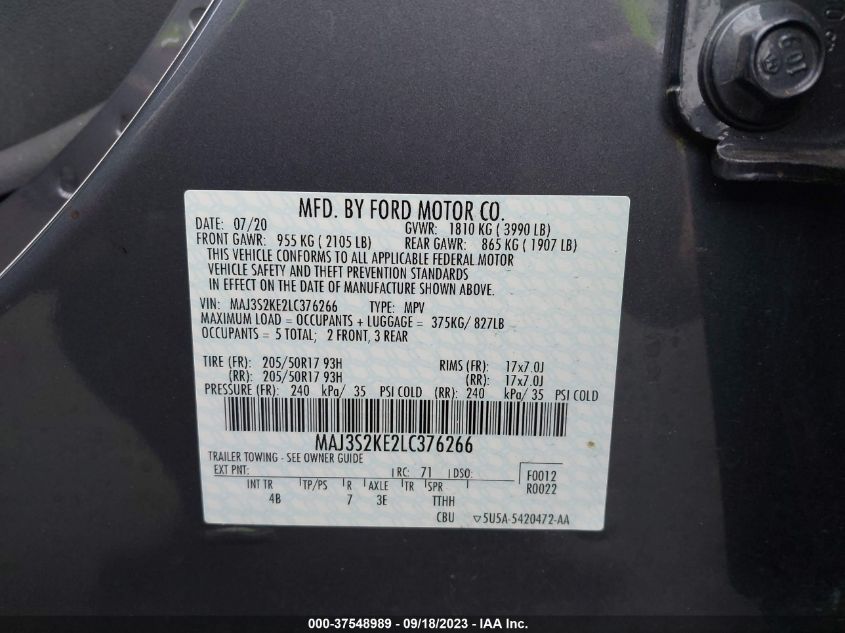 109
MFD. BY FORD MOTOR CO.
DATE: 07/20 GVWR: 1810 KG ( 3990 LB)
FRONT GAWR: 955 KG ( 2105 LB) REAR GAWR: 865 KG ( 1907 LB)
THIS VEHICLE CONFORMS TO ALL APPLICABLE FEDERAL MOTOR
VEHICLE SAFETY AND THEFT PREVENTION STANDARDS
IN EFFECT ON THE DATE OF MANUFACTURE SHOWN ABOVE.
VIN: MAJ3S2KE2LC376266 TYPE: MPV
MAXIMUM LOAD = OCCUPANTS + LUGGAGE = 375KG/ 827LB
OCCUPANTS = 5 TOTAL; 2 FRONT, 3 REAR
TIRE (FR): 205/50R17 93H RIMS (FR): 17x7.0J
(RR): 205/50R17 93H (RR): 17x7.0J
PRESSURE (FR): 240 kPa/ 35 PSI COLD (RR): 240 kPa/ 35 PSI COLD
MAJ3S2KE2LC376266
TRAILER TOWING - SEE OWNER GUIDE
EXT PNT: RC: 71 DSO: F0012
R0022
INT TR TP/PS R AXLE TR SPR
4B 7 3E TTHH
CBU ▽5U5A-5420472-AA
000-37548989 - 09/18/2023 - IAA Inc.